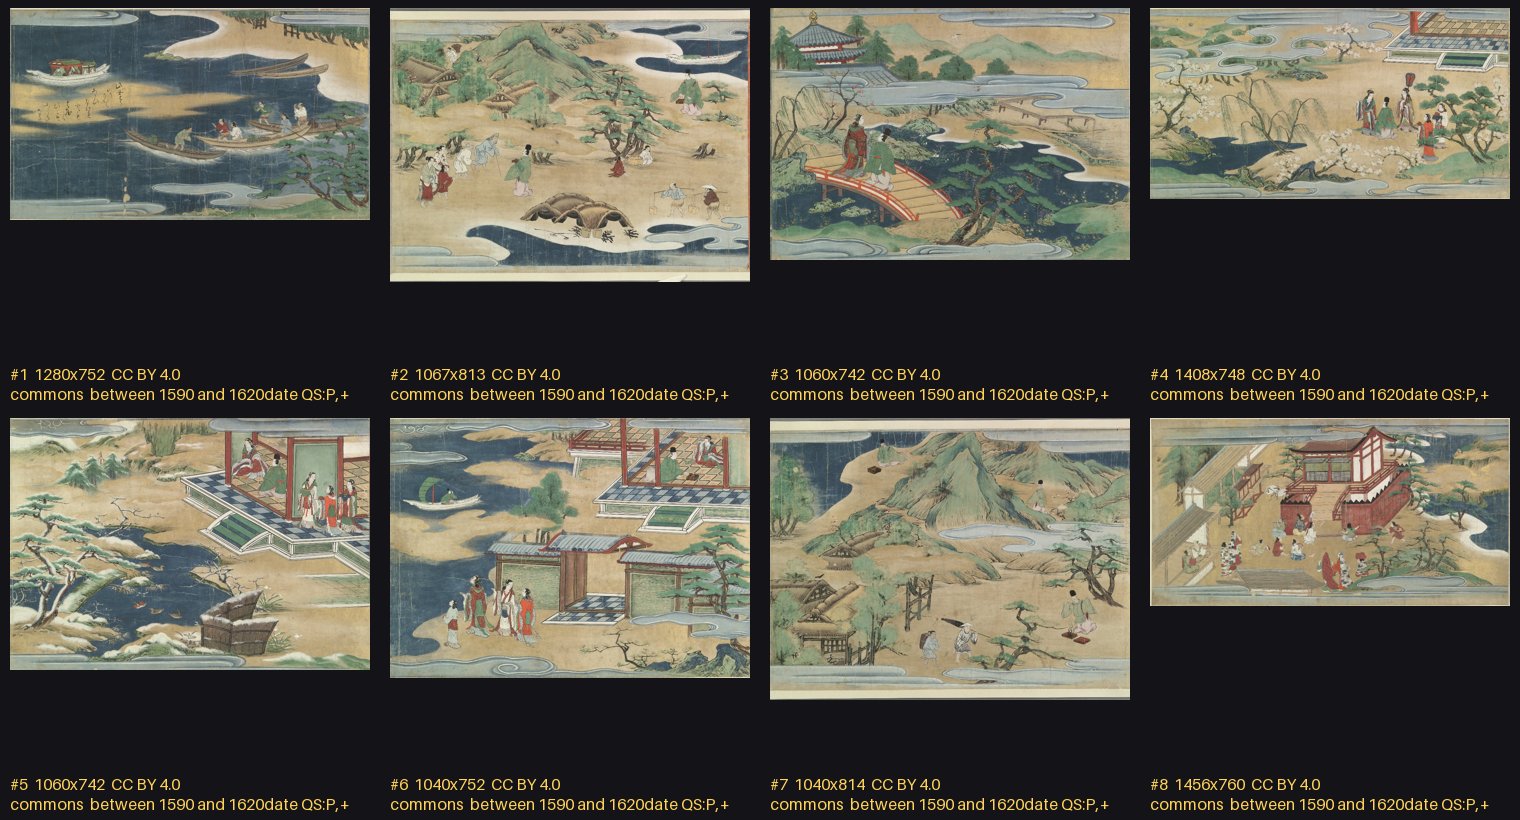 #1 1280x752 CC BY 4.0
commons between 1590 and 1620date QS:P,+
#2 1067x813 CC BY 4.0
commons between 1590 and 1620date QS:P,+
#3 1060x742 CC BY 4.0
commons between 1590 and 1620date QS:P,+
#4 1408x748 CC BY 4.0
commons between 1590 and 1620date QS:P,+
#5 1060x742 CC BY 4.0
commons between 1590 and 1620date QS:P,+
#6 1040x752 CC BY 4.0
commons between 1590 and 1620date QS:P,+
#7 1040x814 CC BY 4.0
commons between 1590 and 1620date QS:P,+
#8 1456x760 CC BY 4.0
commons between 1590 and 1620date QS:P,+